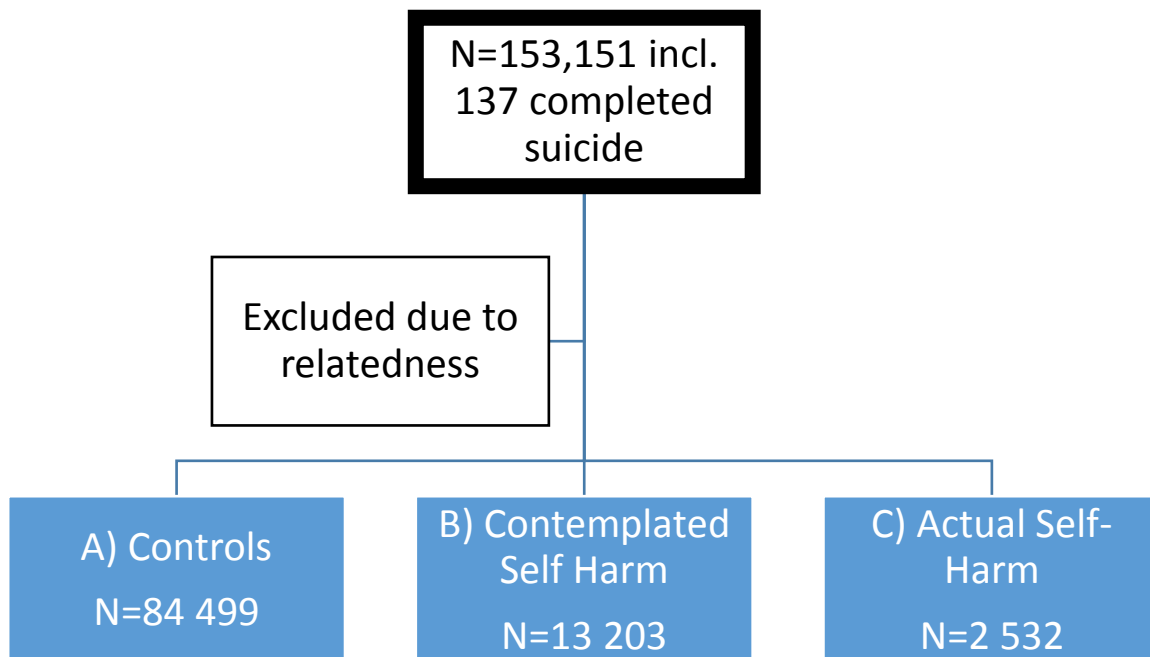 N=153,151 incl.
137 completed
suicide
Excluded due to
relatedness
A) Controls
N=84 499
B) Contemplated
Self Harm
N=13 203
C) Actual Self-
Harm
N=2 532